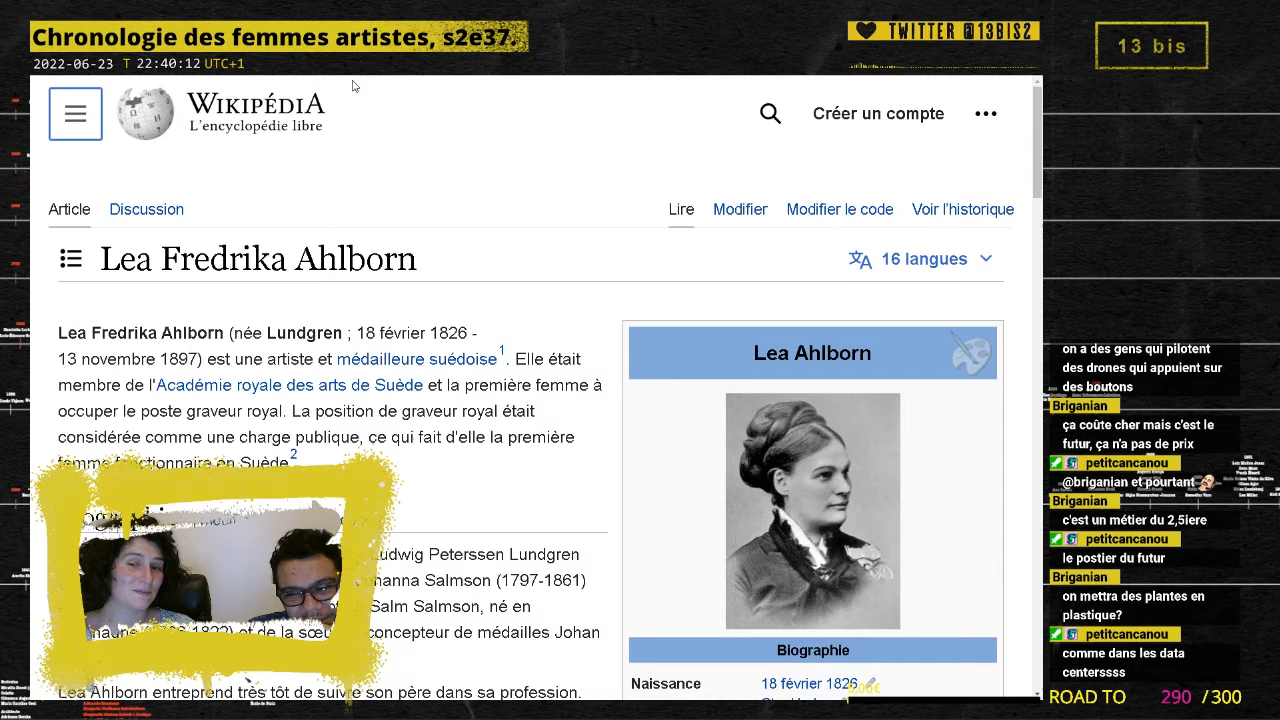 Chronologie des femmes artistes, s2e37,
2022-06-23 T 22:40:12 UTC+1
TWITTER @13BIS2
13 bis
WIKIPÉDIA
L'encyclopédie libre
Créer un compte
Article Discussion
Lire Modifier Modifier le code Voir l'historique
Lea Fredrika Ahlborn
16 langues
Lea Fredrika Ahlborn (née Lundgren ; 18 février 1826 -
13 novembre 1897) est une artiste et médailleure suédoise1. Elle était
membre de l'Académie royale des arts de Suède et la première femme à
occuper le poste graveur royal. La position de graveur royal était
considérée comme une charge publique, ce qui fait d'elle la première
femme fonctionnaire en Suède.2
Ludwig Peterssen Lundgren
Salmson (1797-1861)
Salm Salmson, né en
et de la
concepteur de médailles Johan
Lea Ahlborn entreprend très tôt de suivre son père dans sa profession.
Lea Ahlborn
Biographie
Naissance 18 février 1826
on a des gens qui pilotent
des drones qui appuient sur
des boutons
Briganian
ça coûte cher mais c'est le
futur, ça n'a pas de prix
petitcancanou
@briganian et pourtant
Briganian
c'est un métier du 2,5iere
petitcancanou
le postier du futur
Briganian
on mettra des plantes en
plastique?
petitcancanou
comme dans les data
centerssss
ROAD TO 290 / 300